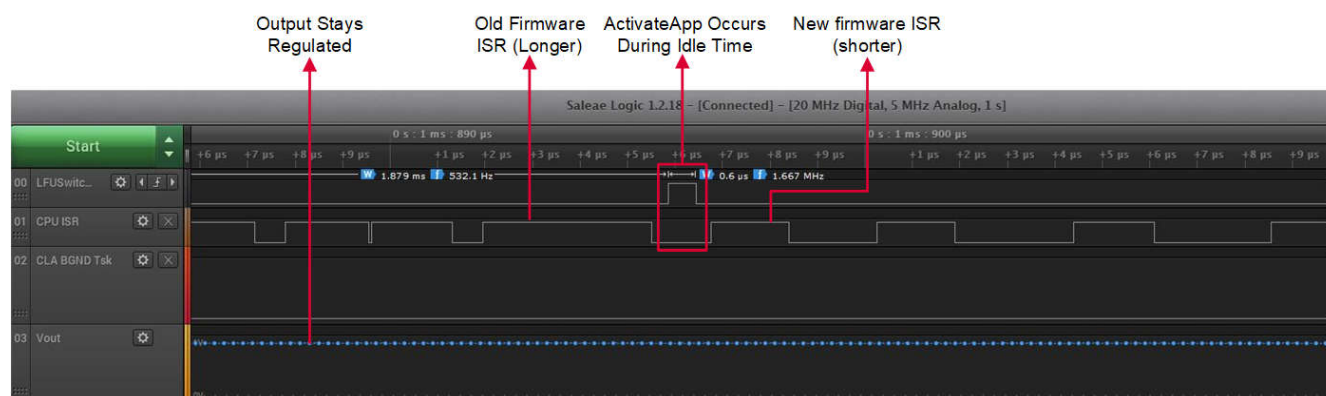 Output Stays
Regulated
Old Firmware
ISR (Longer)
ActivateApp Occurs
During Idle Time
New firmware ISR
(shorter)
Saleae Logic 1.2.18 – [Connected] – [20 MHz Digital, 5 MHz Analog, 1 s]
Start
0 s : 1 ms : 890 µs
0 s : 1 ms : 900 µs
+6 µs +7 µs +8 µs +9 µs +1 µs +2 µs +3 µs +4 µs +5 µs +6 µs +7 µs +8 µs +9 µs +1 µs +2 µs +3 µs +4 µs +5 µs +6 µs +7 µs +8 µs +9 µs
00 LFUSwitc...
W 1.879 ms f 532.1 Hz
W 0.6 µs f 1.667 MHz
01 CPU ISR
02 CLA BGND Tsk
03 Vout